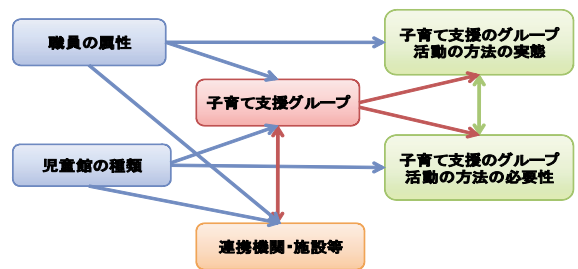 職員の属性
子育て支援のグループ
活動の方法の実態
子育て支援グループ
児童館の種類
子育て支援のグループ
活動の方法の必要性
連携機関・施設等